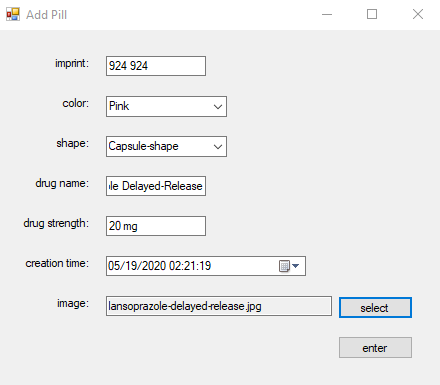 Add Pill
imprint: 924 924
color: Pink
shape: Capsule-shape
drug name: le Delayed-Release
drug strength: 20 mg
creation time: 05/19/2020 02:21:19
image: lansoprazole-delayed-release.jpg select
enter